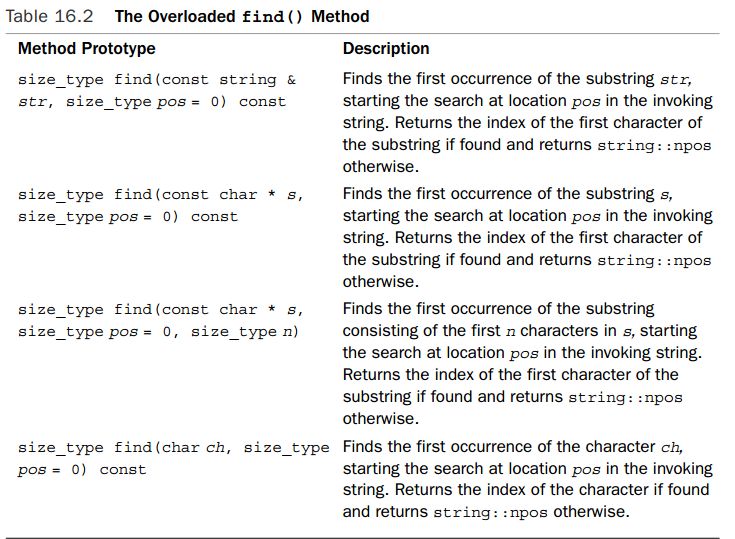 Table 16.2 The Overloaded find() Method
Method Prototype Description
size_type find(const string &
str, size_type pos = 0) const
Finds the first occurrence of the substring str,
starting the search at location pos in the invoking
string. Returns the index of the first character of
the substring if found and returns string::npos
otherwise.
size_type find(const char * s,
size_type pos = 0) const
Finds the first occurrence of the substring s,
starting the search at location pos in the invoking
string. Returns the index of the first character of
the substring if found and returns string::npos
otherwise.
size_type find(const char * s,
size_type pos = 0, size_type n)
Finds the first occurrence of the substring
consisting of the first n characters in s, starting
the search at location pos in the invoking string.
Returns the index of the first character of the
substring if found and returns string::npos
otherwise.
size_type find(char ch, size_type
pos = 0) const
Finds the first occurrence of the character ch,
starting the search at location pos in the invoking
string. Returns the index of the character if found
and returns string::npos otherwise.